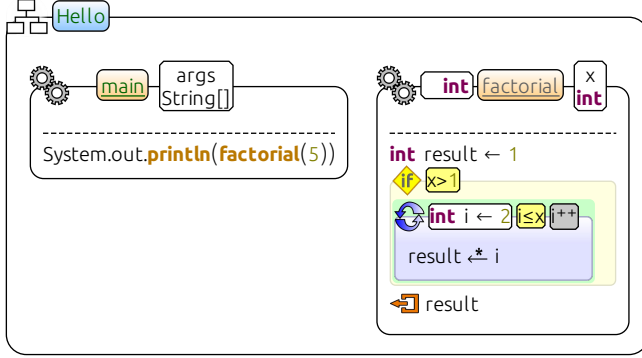 Hello
main
args
String[]
System.out.println(factorial(5))
int factorial
x
int
int result ← 1
if x>1
int i ← 2 i≤x i++
result ↞* i
result